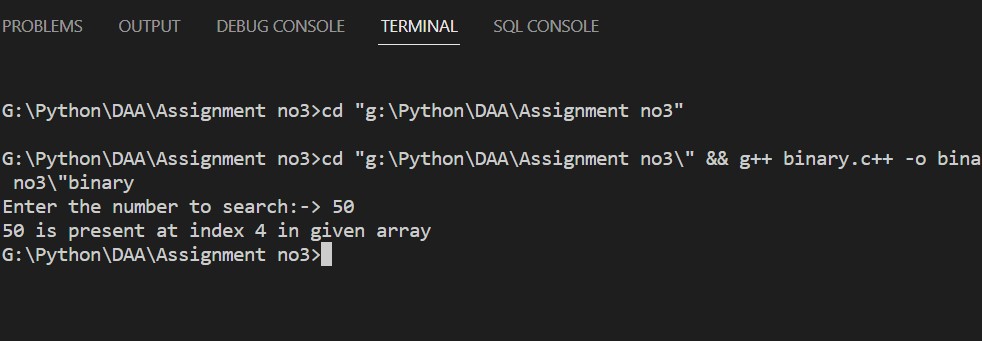 PROBLEMS OUTPUT DEBUG CONSOLE TERMINAL SQL CONSOLE
G:\Python\DAA\Assignment no3>cd "g:\Python\DAA\Assignment no3"
G:\Python\DAA\Assignment no3>cd "g:\Python\DAA\Assignment no3\" && g++ binary.c++ -o bina
no3\"binary
Enter the number to search:-> 50
50 is present at index 4 in given array
G:\Python\DAA\Assignment no3>